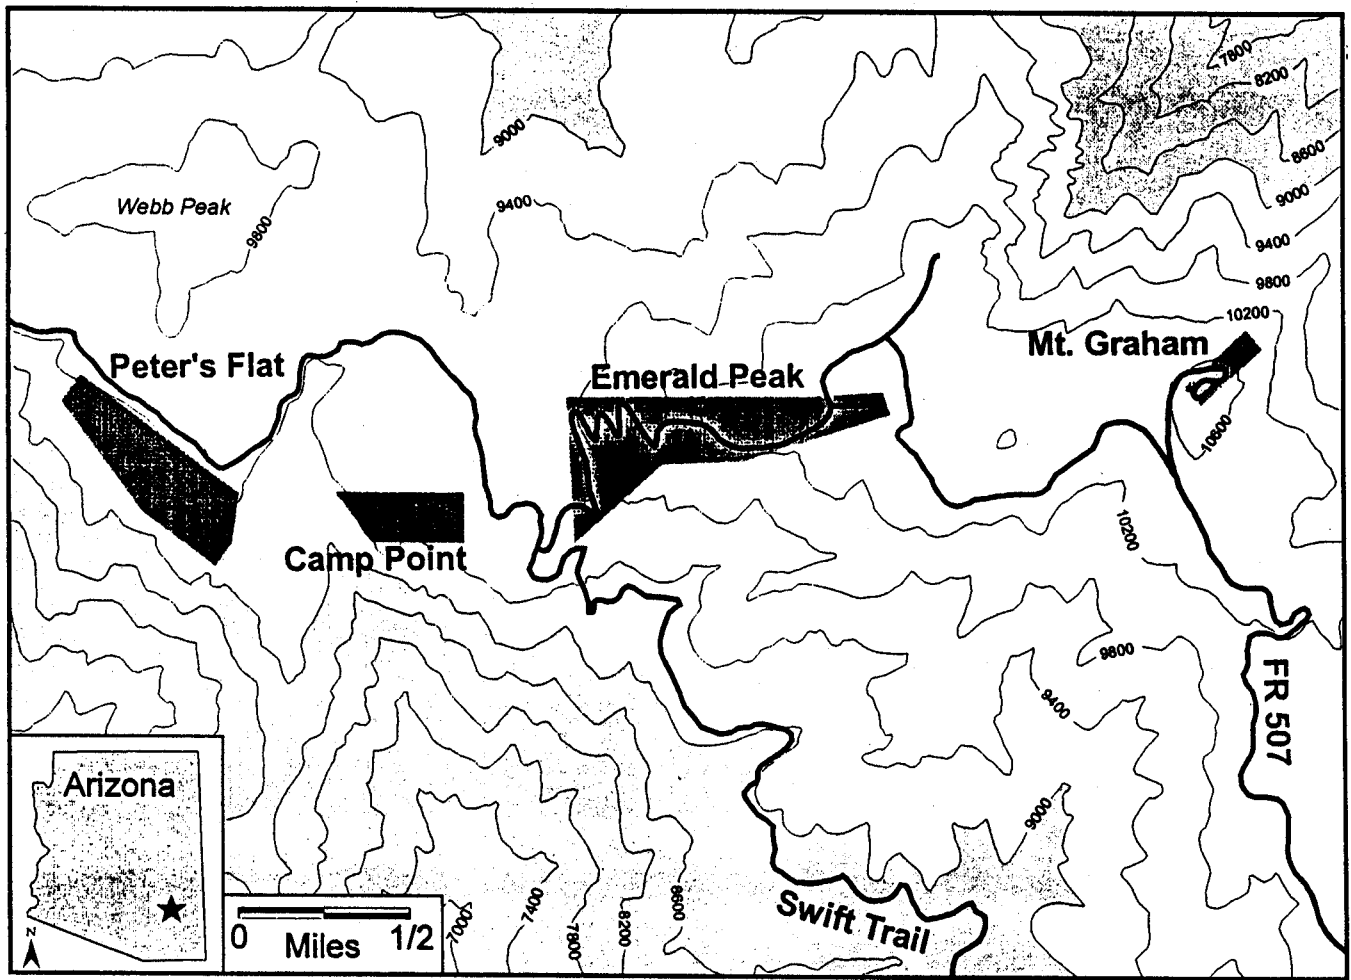 7800
8200
9000
8600
9000
9400
Webb Peak
9800
9400
9800
10200
Mt. Graham
Peter's Flat
Emerald Peak
10600
10200
Camp Point
9800
FR 507
9400
Arizona
9000
7000
7400
7800
8200
8600
Swift Trail
N
0
Miles
1/2